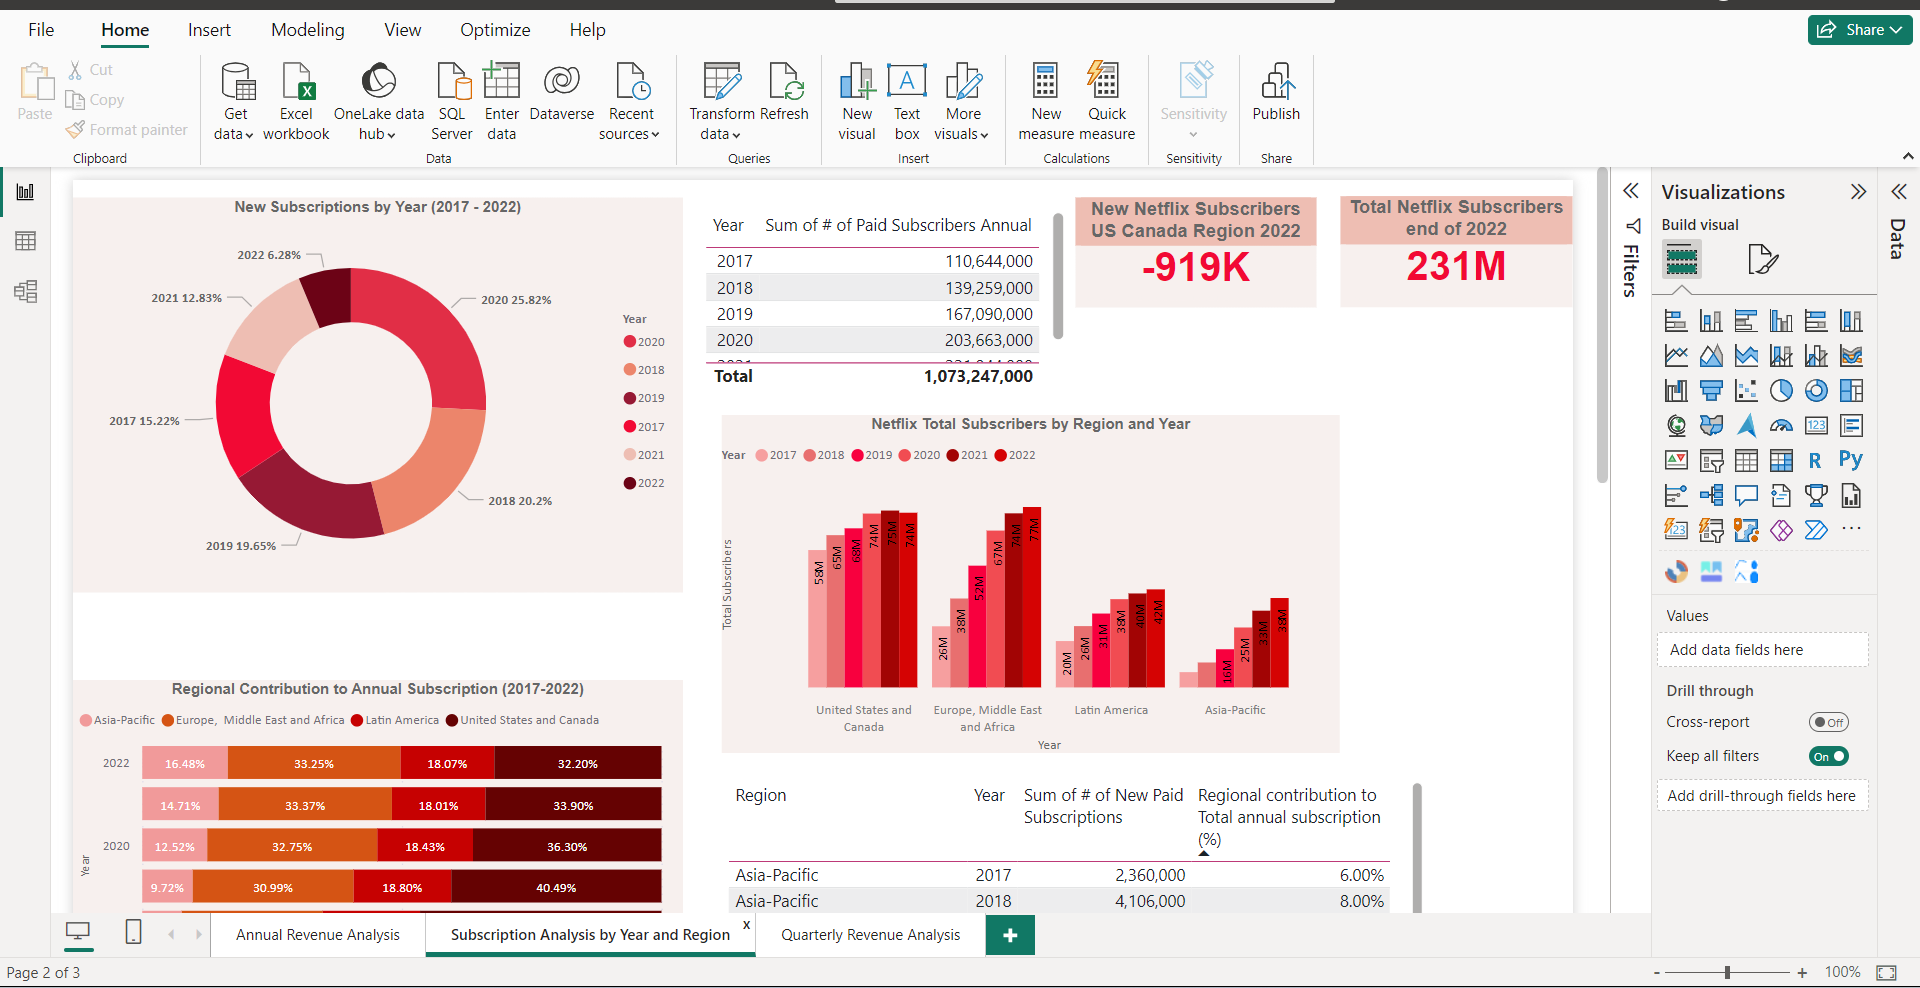 File Home Insert Modeling View Optimize Help
Share
Paste
Cut
Copy
Format painter
Clipboard
Get data
Excel workbook
OneLake data hub
SQL Server
Enter data
Dataverse
Recent sources
Data
Transform data
Refresh
Queries
New visual
Text box
More visuals
Insert
New measure
Quick measure
Calculations
Sensitivity
Sensitivity
Publish
Share
New Subscriptions by Year (2017 - 2022)
2022 6.28%
2021 12.83%
2020 25.82%
2017 15.22%
2018 20.2%
2019 19.65%
Year
2020
2018
2019
2017
2021
2022
Year Sum of # of Paid Subscribers Annual
2017 110,644,000
2018 139,259,000
2019 167,090,000
2020 203,663,000
Total 1,073,247,000
New Netflix Subscribers
US Canada Region 2022
-919K
Total Netflix Subscribers
end of 2022
231M
Netflix Total Subscribers by Region and Year
Year 2017 2018 2019 2020 2021 2022
Total Subscribers
58M 65M 68M 74M 75M 74M
26M 38M 52M 67M 74M 77M
20M 26M 31M 38M 40M 42M
16M 25M 33M 38M
United States and Canada
Europe, Middle East and Africa
Latin America
Asia-Pacific
Year
Regional Contribution to Annual Subscription (2017-2022)
Asia-Pacific Europe, Middle East and Africa Latin America United States and Canada
Year
2022 16.48% 33.25% 18.07% 32.20%
14.71% 33.37% 18.01% 33.90%
2020 12.52% 32.75% 18.43% 36.30%
9.72% 30.99% 18.80% 40.49%
Region Year Sum of # of New Paid Subscriptions Regional contribution to Total annual subscription (%)
Asia-Pacific 2017 2,360,000 6.00%
Asia-Pacific 2018 4,106,000 8.00%
Filters
Visualizations
Build visual
123
R
Py
123
Values
Add data fields here
Drill through
Cross-report Off
Keep all filters On
Add drill-through fields here
Data
Annual Revenue Analysis
Subscription Analysis by Year and Region x
Quarterly Revenue Analysis
+
Page 2 of 3
- + 100%